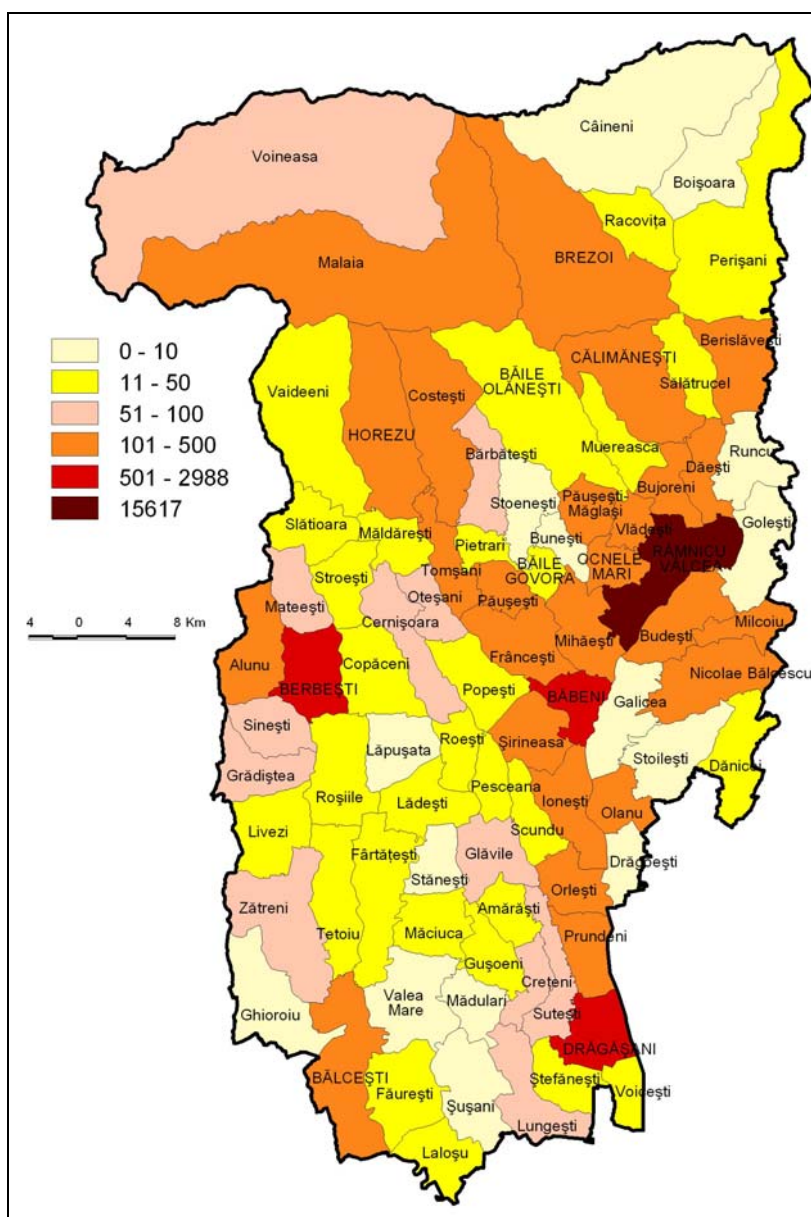 Câineni
Voineasa
Boişoara
Racoviţa
Malaia
BREZOI
Perişani
0 - 10
11 - 50
51 - 100
101 - 500
501 - 2988
15617
Berislăveşti
CĂLIMĂNEŞTI
BĂILE
OLĂNEŞTI
Sălătrucel
Vaideeni
Costeşti
HOREZU
Muereasca
Bărbăteşti
Runcu
Dăeşti
Stoeneşti
Păuşeşti-
Măglaşi
Bujoreni
Goleşti
Slătioara
Măldăreşti
Buneşti
Vlădeşti
Pietrari
RÂMNICU
VÂLCEA
BĂILE
GOVORA
OCNELE
MARI
Stroeşti
Tomşani
Oteşani
Păuşeşti
Mateeşti
Cernişoara
Mihăeşti
Budeşti
Milcoiu
4 0 4 8 Km
Alunu
Copăceni
Frânceşti
Nicolae Bălcescu
BERBEŞTI
Popeşti
BĂBENI
Galicea
Sineşti
Lăpuşata
Roeşti
Şirineasa
Stoileşti
Dănicei
Grădiştea
Roşiile
Lădeşti
Pesceana
Ioneşti
Olanu
Livezi
Scundu
Fârtăţeşti
Glăvile
Stăneşti
Drăgoeşti
Orleşti
Zătreni
Amărăşti
Tetoiu
Măciuca
Prundeni
Guşoeni
Creţeni
Valea
Mare
Mădulari
Ghioroiu
Suteşti
DRĂGĂŞANI
BĂLCEŞTI
Făureşti
Ştefăneşti
Voiceşti
Şuşani
Lungeşti
Laloşu